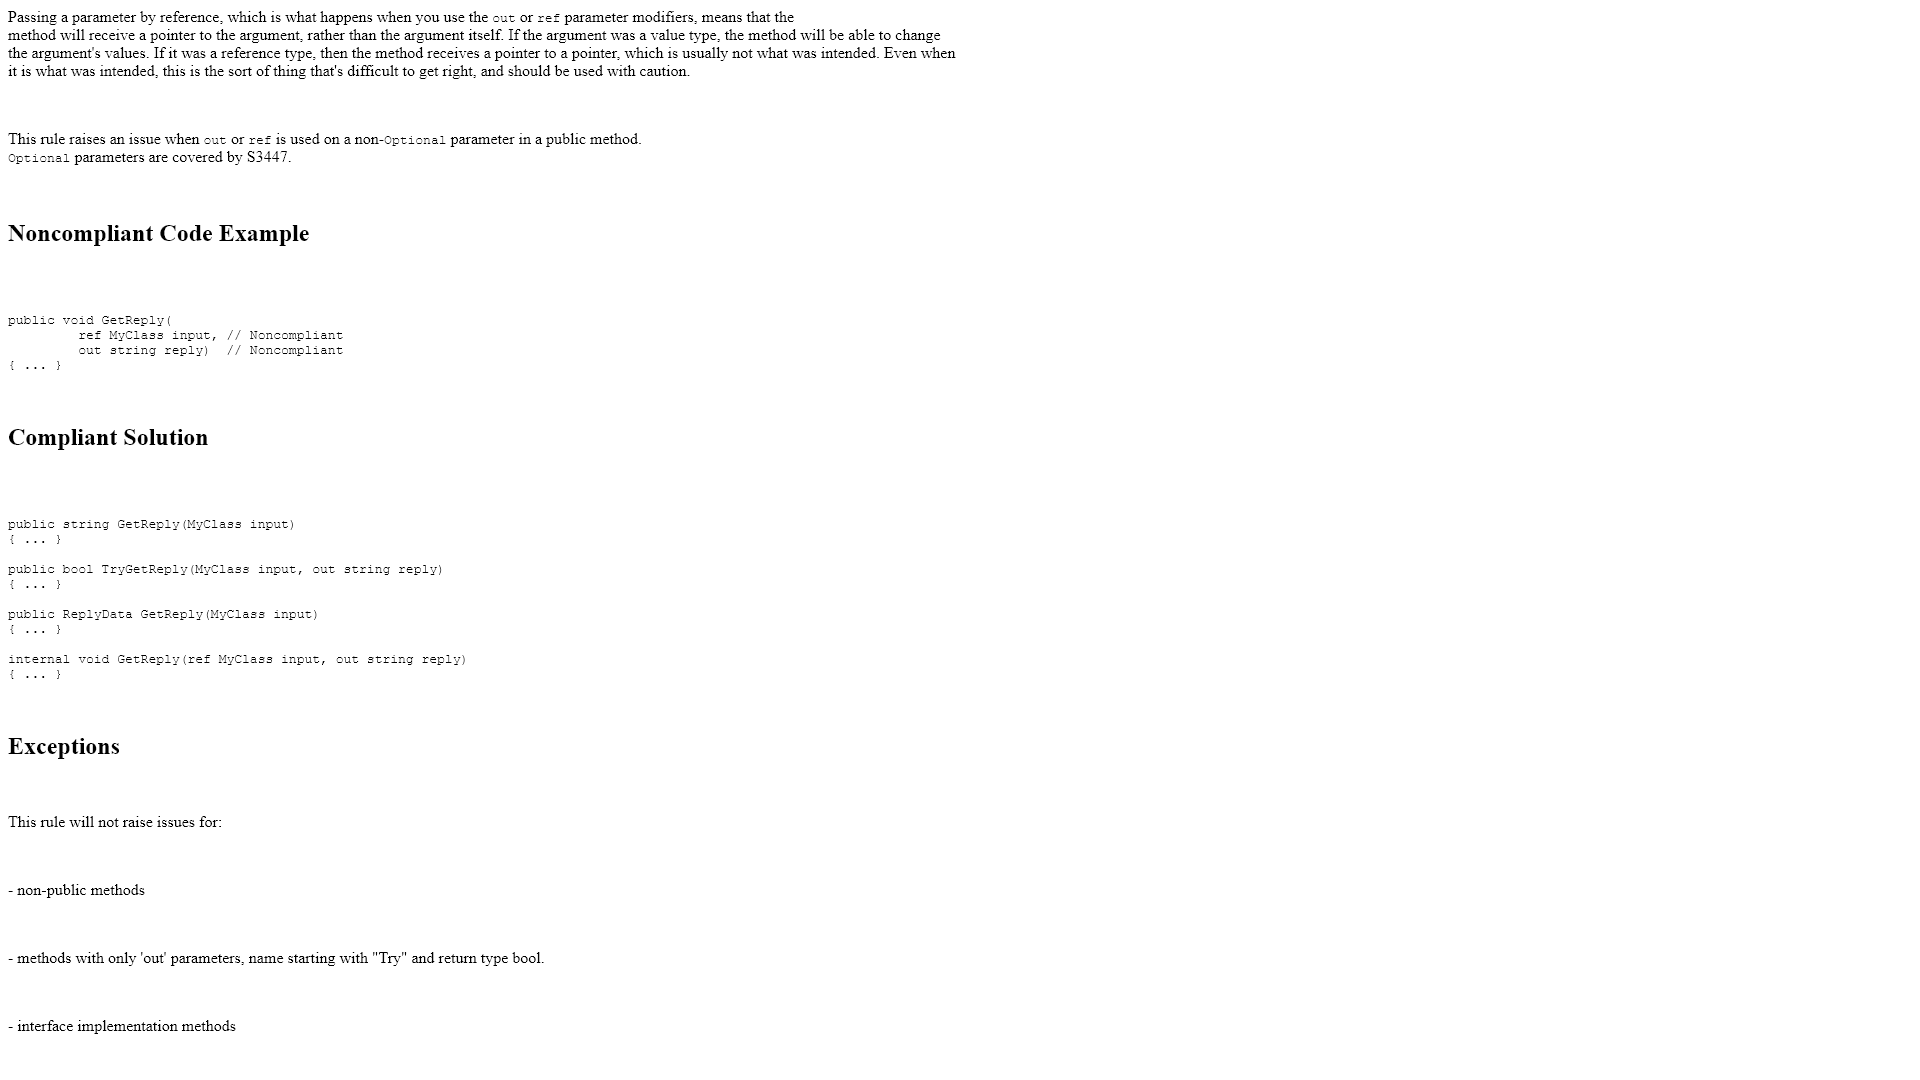 Passing a parameter by reference, which is what happens when you use the out or ref parameter modifiers, means that the
method will receive a pointer to the argument, rather than the argument itself. If the argument was a value type, the method will be able to change
the argument's values. If it was a reference type, then the method receives a pointer to a pointer, which is usually not what was intended. Even when
it is what was intended, this is the sort of thing that's difficult to get right, and should be used with caution.
This rule raises an issue when out or ref is used on a non-Optional parameter in a public method.
Optional parameters are covered by S3447.
Noncompliant Code Example
public void GetReply(
         ref MyClass input, // Noncompliant
         out string reply)  // Noncompliant
{ ... }
Compliant Solution
public string GetReply(MyClass input)
{ ... }
public bool TryGetReply(MyClass input, out string reply)
{ ... }
public ReplyData GetReply(MyClass input)
{ ... }
internal void GetReply(ref MyClass input, out string reply)
{ ... }
Exceptions
This rule will not raise issues for:
- non-public methods
- methods with only 'out' parameters, name starting with "Try" and return type bool.
- interface implementation methods